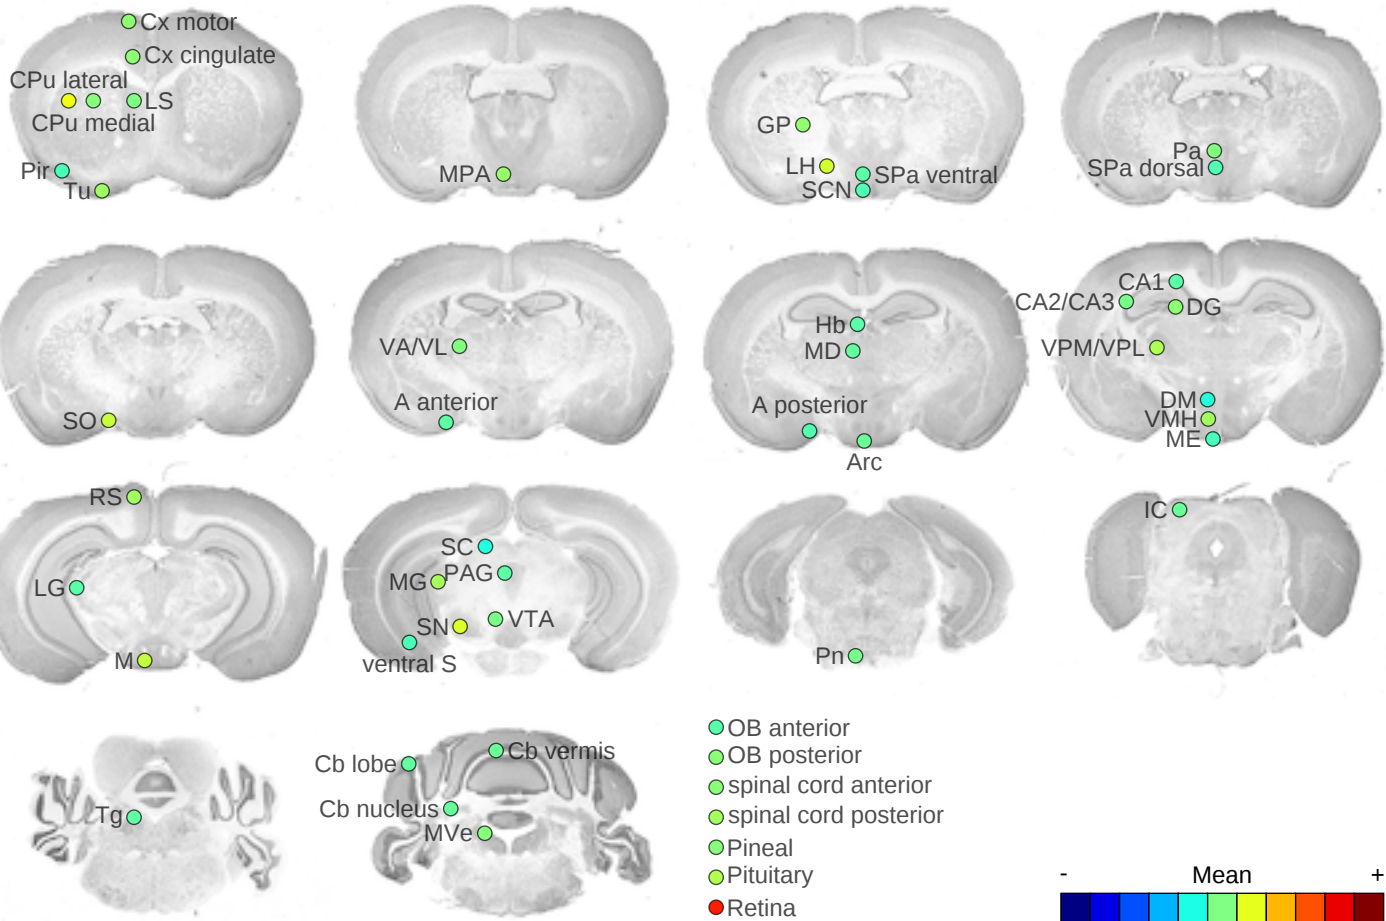 Cx motor
Cx cingulate
CPu lateral
LS
CPu medial
Pir
Tu
MPA
GP
LH
SPa ventral
SCN
Pa
SPa dorsal
SO
VA/VL
A anterior
Hb
MD
A posterior
Arc
CA1
CA2/CA3
DG
VPM/VPL
DM
VMH
ME
RS
LG
M
SC
PAG
MG
SN
VTA
ventral S
Pn
IC
Tg
Cb vermis
Cb lobe
Cb nucleus
MVe
OB anterior
OB posterior
spinal cord anterior
spinal cord posterior
Pineal
Pituitary
Retina
- Mean +